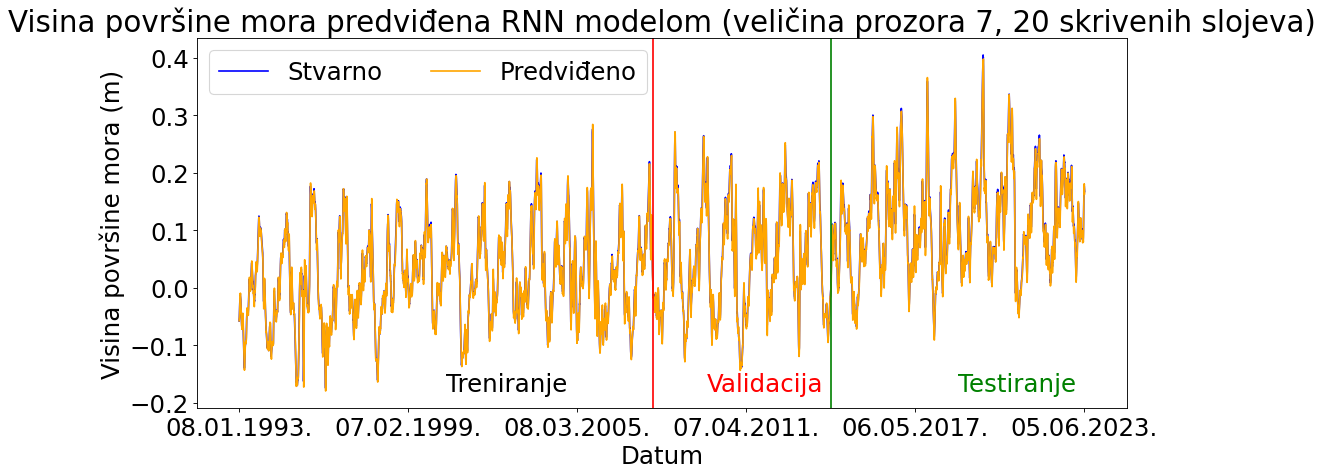 Visina površine mora predviđena RNN modelom (veličina prozora 7, 20 skrivenih slojeva)
Stvarno Predviđeno
Visina površine mora (m)
0.4
0.3
0.2
0.1
0.0
−0.1
−0.2
Treniranje Validacija Testiranje
08.01.1993. 07.02.1999. 08.03.2005. 07.04.2011. 06.05.2017. 05.06.2023.
Datum